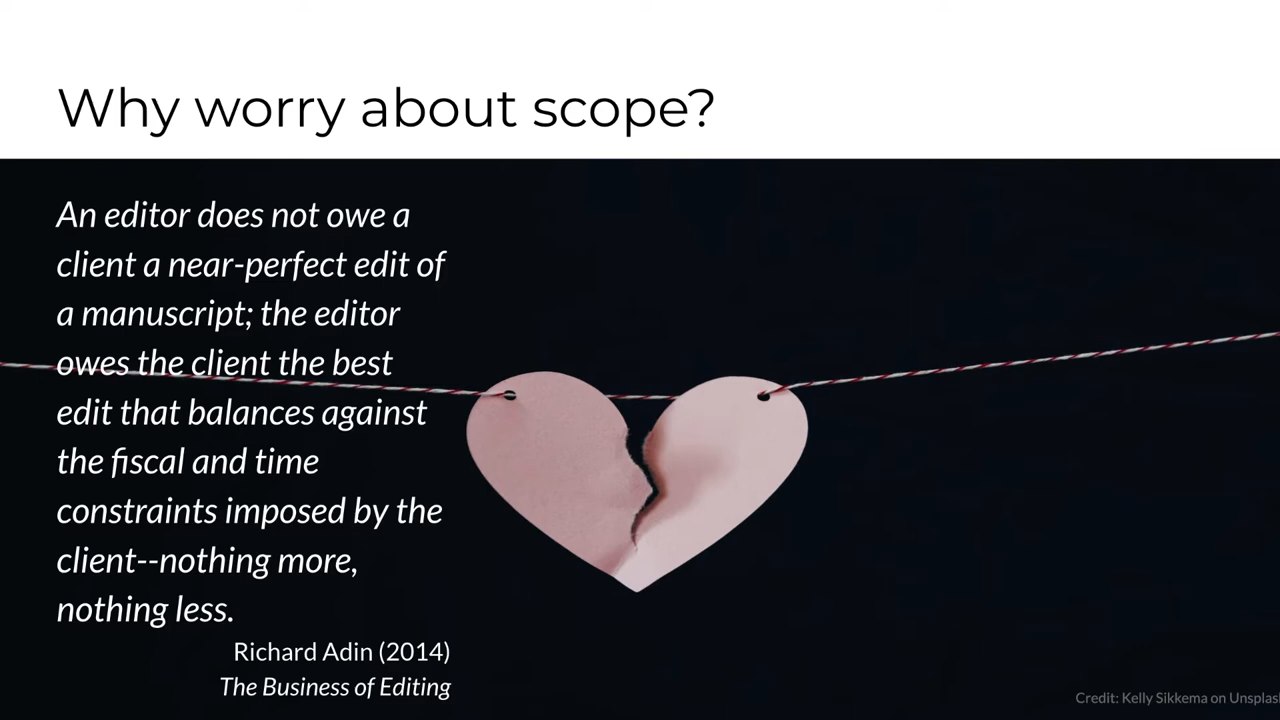 Why worry about scope?
An editor does not owe a
client a near-perfect edit of
a manuscript; the editor
owes the client the best
edit that balances against
the fiscal and time
constraints imposed by the
client--nothing more,
nothing less.
Richard Adin (2014)
The Business of Editing
Credit: Kelly Sikkema on Unsplas